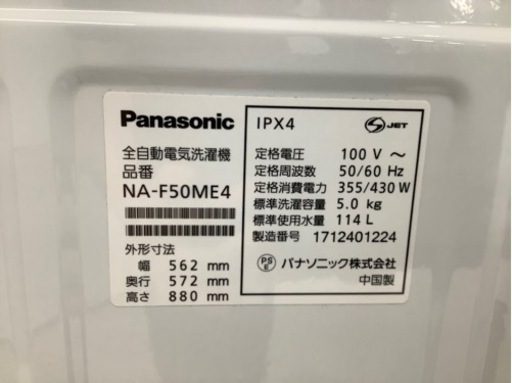 Panasonic
全自動電気洗濯機
品番
NA-F50ME4
外形寸法
幅 562 mm
奥行 572 mm
高さ 880 mm
IPX4
S JET
定格電圧 100 V ～
定格周波数 50/60 Hz
定格消費電力 355/430 W
標準洗濯容量 5.0 kg
標準使用水量 114 L
製造番号 1712401224
PS E パナソニック株式会社
中国製